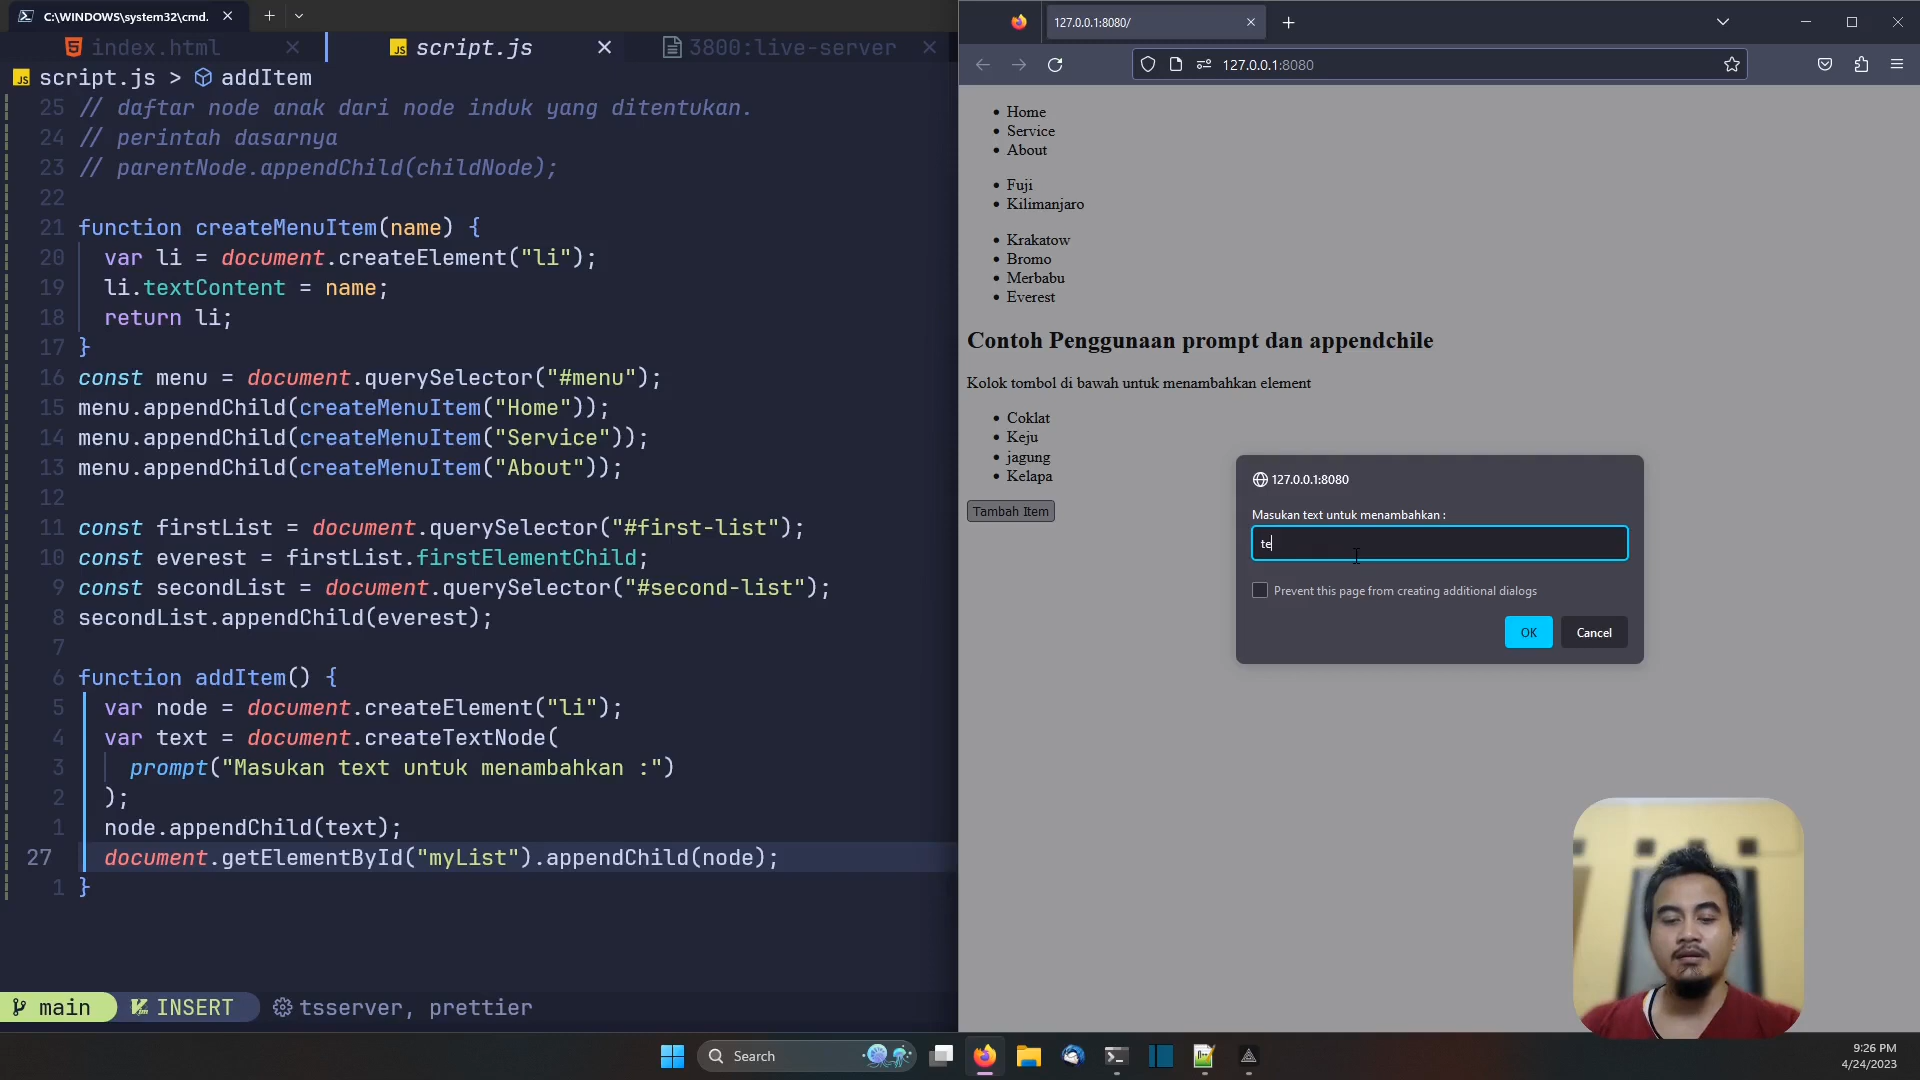 C:\WINDOWS\system32\cmd.
index.html
script.js
3800:live-server
script.js > addItem
25 // daftar node anak dari node induk yang ditentukan.
24 // perintah dasarnya
23 // parentNode.appendChild(childNode);
22
21 function createMenuItem(name) {
20 var li = document.createElement("li");
19 li.textContent = name;
18 return li;
17 }
16 const menu = document.querySelector("#menu");
15 menu.appendChild(createMenuItem("Home"));
14 menu.appendChild(createMenuItem("Service"));
13 menu.appendChild(createMenuItem("About"));
12
11 const firstList = document.querySelector("#first-list");
10 const everest = firstList.firstElementChild;
9 const secondList = document.querySelector("#second-list");
8 secondList.appendChild(everest);
7
6 function addItem() {
5 var node = document.createElement("li");
4 var text = document.createTextNode(
3 prompt("Masukan text untuk menambahkan :")
2 );
1 node.appendChild(text);
27 document.getElementById("myList").appendChild(node);
1 }
main INSERT tsserver, prettier
127.0.0.1:8080/
127.0.0.1:8080
Home
Service
About
Fuji
Kilimanjaro
Krakatow
Bromo
Merbabu
Everest
Contoh Penggunaan prompt dan appendchile
Kolok tombol di bawah untuk menambahkan element
Coklat
Keju
jagung
Kelapa
Tambah Item
127.0.0.1:8080
Masukan text untuk menambahkan :
te
Prevent this page from creating additional dialogs
OK Cancel
Search
9:26 PM
4/24/2023